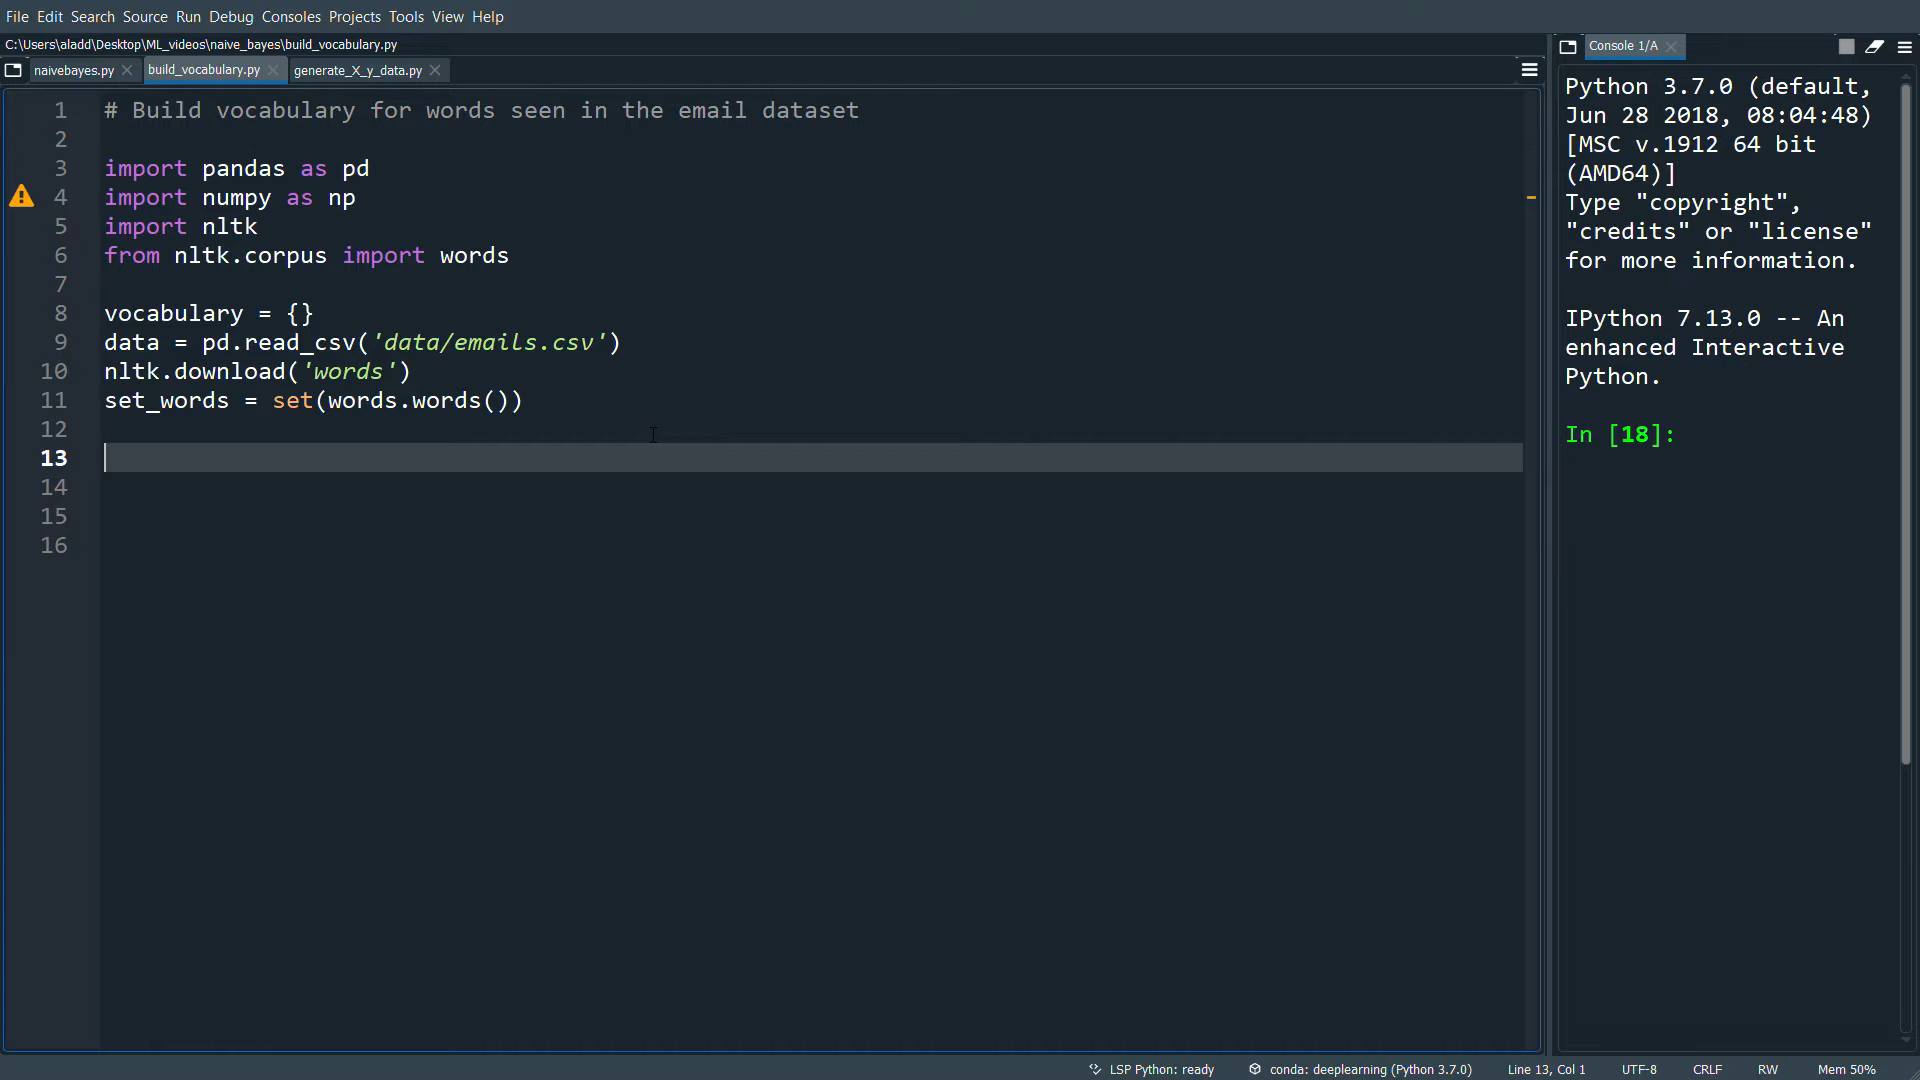 File Edit Search Source Run Debug Consoles Projects Tools View Help
C:\Users\aladd\Desktop\ML_videos\naive_bayes\build_vocabulary.py
naivebayes.py build_vocabulary.py generate_X_y_data.py
1 # Build vocabulary for words seen in the email dataset
2
3 import pandas as pd
4 import numpy as np
5 import nltk
6 from nltk.corpus import words
7
8 vocabulary = {}
9 data = pd.read_csv('data/emails.csv')
10 nltk.download('words')
11 set_words = set(words.words())
12
13
14
15
16
Console 1/A
Python 3.7.0 (default,
Jun 28 2018, 08:04:48)
[MSC v.1912 64 bit
(AMD64)]
Type "copyright",
"credits" or "license"
for more information.
IPython 7.13.0 -- An
enhanced Interactive
Python.
In [18]:
LSP Python: ready conda: deeplearning (Python 3.7.0) Line 13, Col 1 UTF-8 CRLF RW Mem 50%